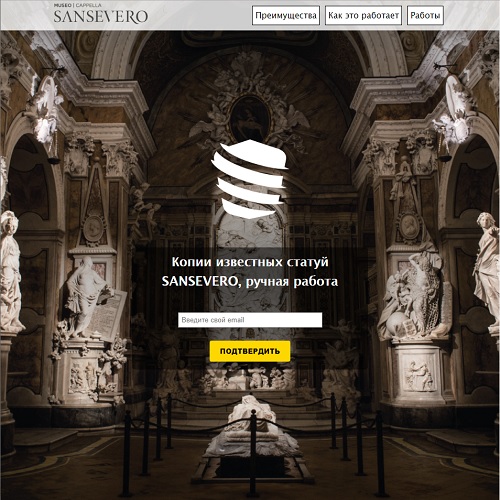 MUSEO | CAPPELLA
SANSEVERO
Преимущества Как это работает Работы
Копии известных статуй
SANSEVERO, ручная работа
Введите свой email
ПОДТВЕРДИТЬ